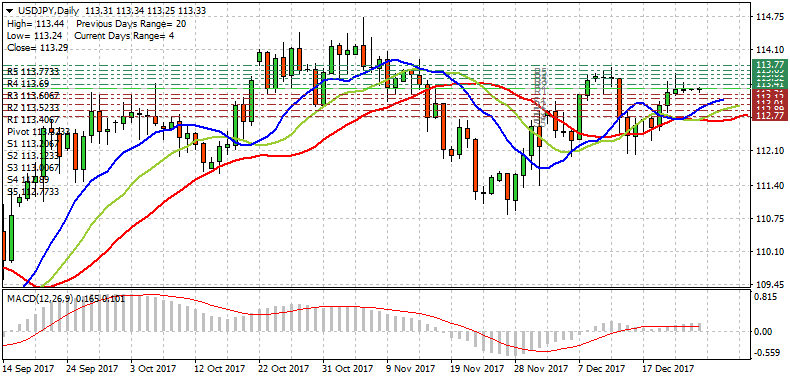 USDJPY,Daily 113.31 113.34 113.25 113.33
High= 113.44 Previous Days Range= 20
Low= 113.24 Current Days Range= 4
Close= 113.29
R5 113.7733
R4 113.69
R3 113.6067
R2 113.5233
R1 113.4067
Pivot
S1 113.2067
S2 113.1233
S3 113.0067
S4
S5 112.7733
114.75
114.10
113.77
112.77
112.10
111.40
110.75
110.10
109.45
MACD(12,26,9) 0.165 0.101
0.815
0.00
-0.559
14 Sep 2017
24 Sep 2017
3 Oct 2017
12 Oct 2017
22 Oct 2017
31 Oct 2017
9 Nov 2017
19 Nov 2017
28 Nov 2017
7 Dec 2017
17 Dec 2017